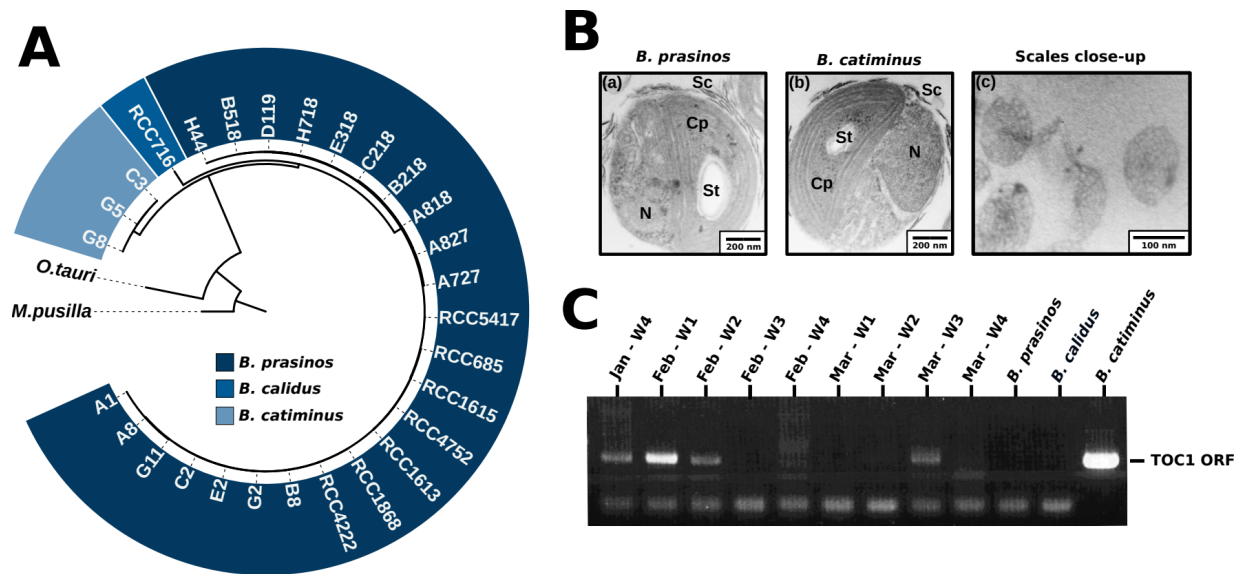 A
RCC716
H44
B518
D119
H718
E318
C218
B218
A818
A827
A727
RCC5417
RCC685
RCC1615
RCC4752
RCC1613
RCC1868
RCC4222
B8
G2
E2
C2
G11
A8
A1
C3
G5
G8
O.tauri
M.pusilla
B. prasinos
B. calidus
B. catiminus
B
B. prasinos
B. catiminus
Scales close-up
(a)
Sc
Cp
St
N
200 nm
(b)
Sc
St
N
Cp
200 nm
(c)
100 nm
C
Jan - W4
Feb - W1
Feb - W2
Feb - W3
Feb - W4
Mar - W1
Mar - W2
Mar - W3
Mar - W4
B. prasinos
B. calidus
B. catiminus
TOC1 ORF